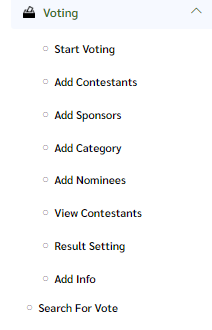 Voting
Start Voting
Add Contestants
Add Sponsors
Add Category
Add Nominees
View Contestants
Result Setting
Add Info
Search For Vote